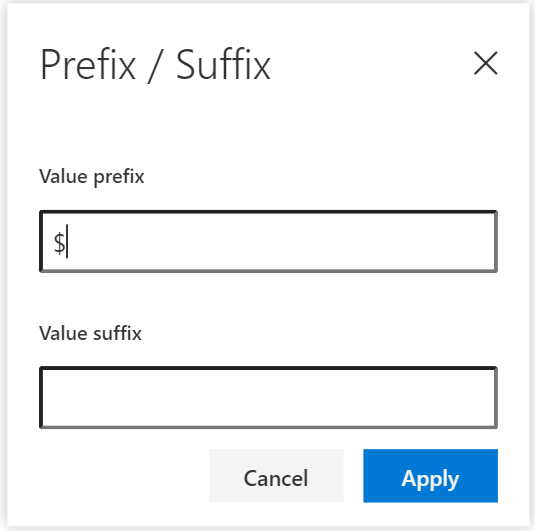 Prefix / Suffix
Value prefix
$
Value suffix
Cancel Apply